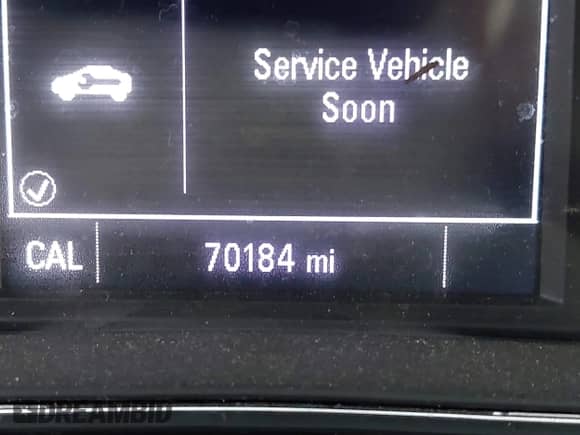 Service Vehicle
Soon
CAL 70184 mi
DREAMBID